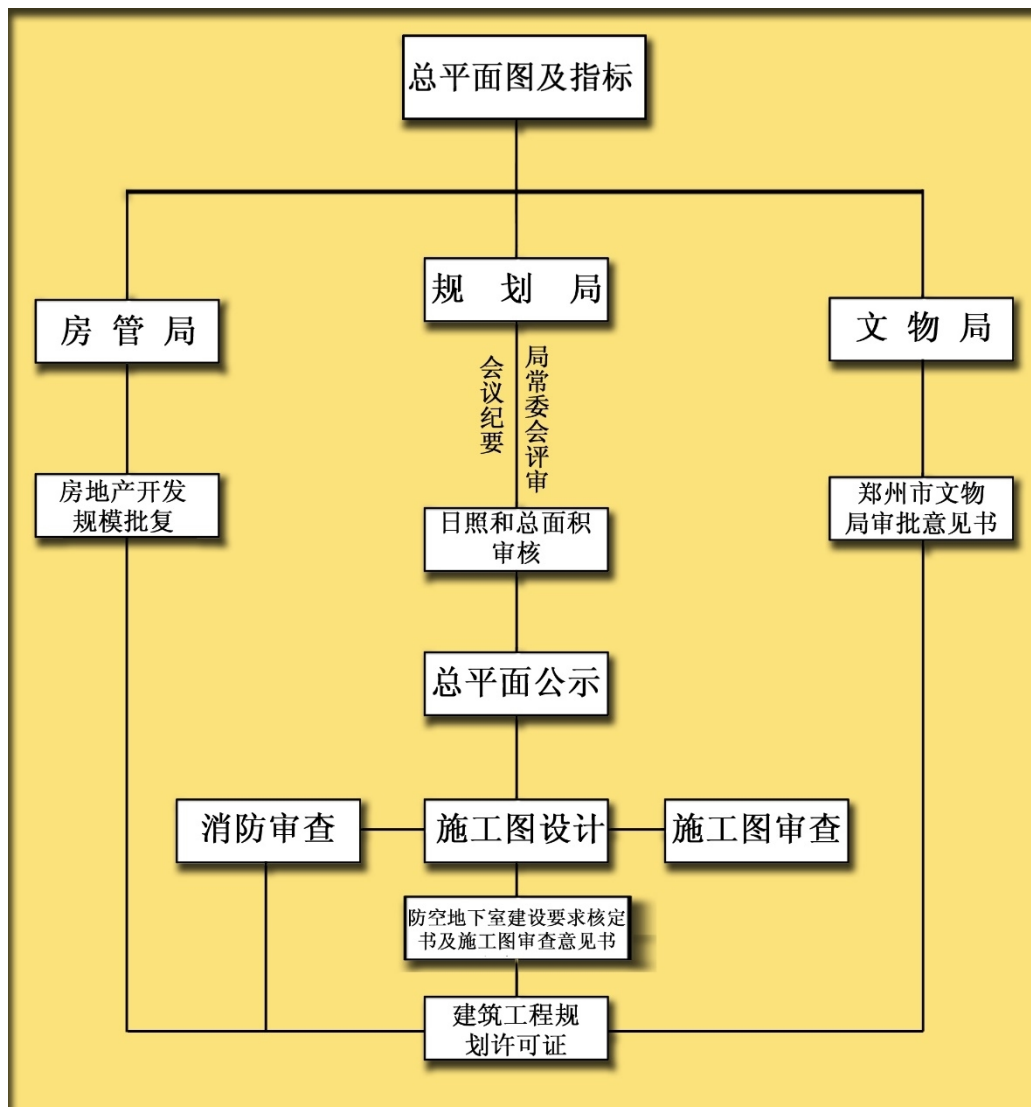 总平面图及指标
规划局
房管局
文物局
会议纪要
局常委会评审
房地产开发
规模批复
郑州市文物
局审批意见书
日照和总面积
审核
总平面公示
消防审查
施工图设计
施工图审查
防空地下室建设要求核定
书及施工图审查意见书
建筑工程规
划许可证